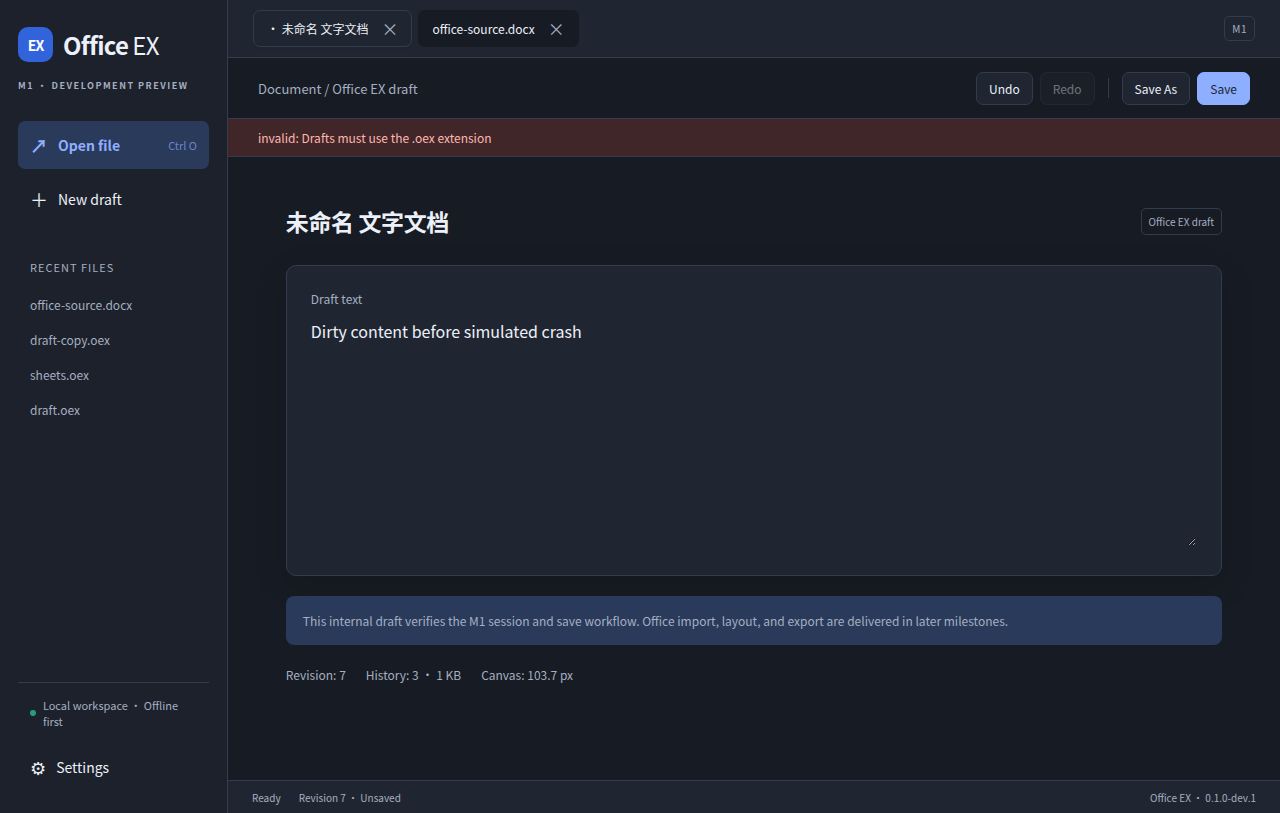 EX Office EX
M1 • DEVELOPMENT PREVIEW
Open file Ctrl O
New draft
RECENT FILES
office-source.docx
draft-copy.oex
sheets.oex
draft.oex
Local workspace • Offline
first
Settings
• 未命名 文字文档
office-source.docx
M1
Document / Office EX draft
Undo
Redo
Save As
Save
invalid: Drafts must use the .oex extension
未命名 文字文档
Office EX draft
Draft text
Dirty content before simulated crash
This internal draft verifies the M1 session and save workflow. Office import, layout, and export are delivered in later milestones.
Revision: 7 History: 3 • 1 KB Canvas: 103.7 px
Ready Revision 7 • Unsaved Office EX • 0.1.0-dev.1